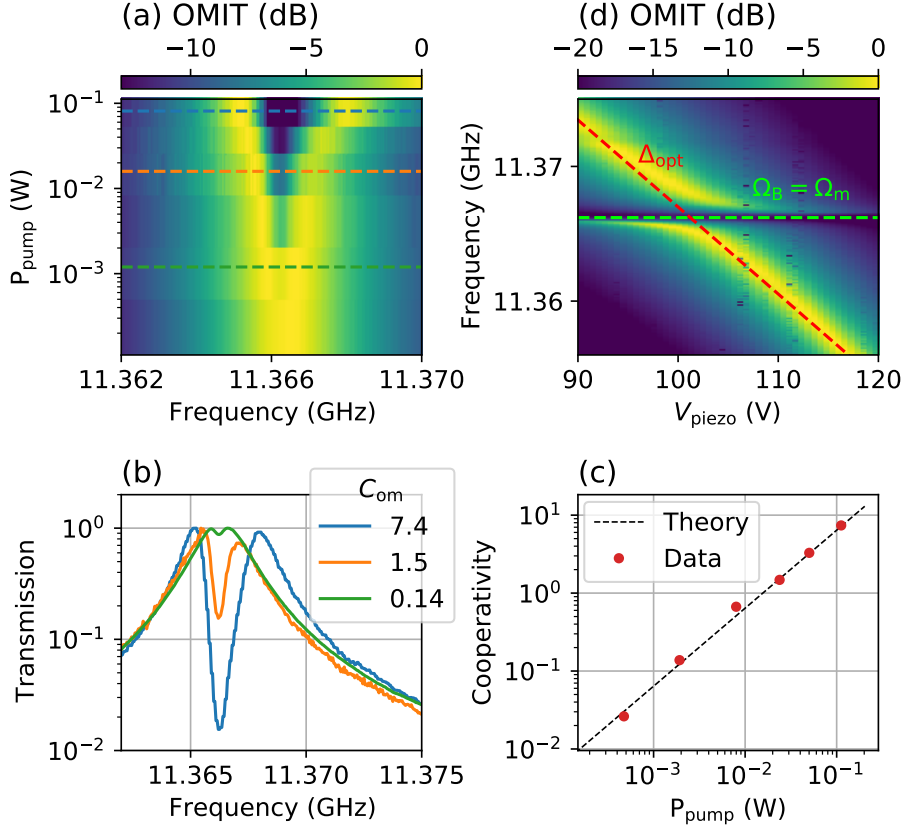 (a) OMIT (dB)
−10 −5 0
10⁻¹
10⁻²
10⁻³
P_pump (W)
11.362 11.366 11.370
Frequency (GHz)
(d) OMIT (dB)
−20 −15 −10 −5 0
11.37
11.36
Frequency (GHz)
Δ_opt
Ω_B = Ω_m
90 100 110 120
V_piezo (V)
(b)
C_om
7.4
1.5
0.14
10⁰
10⁻¹
10⁻²
Transmission
11.365 11.370 11.375
Frequency (GHz)
(c)
Theory
Data
10¹
10⁰
10⁻¹
10⁻²
Cooperativity
10⁻³ 10⁻² 10⁻¹
P_pump (W)